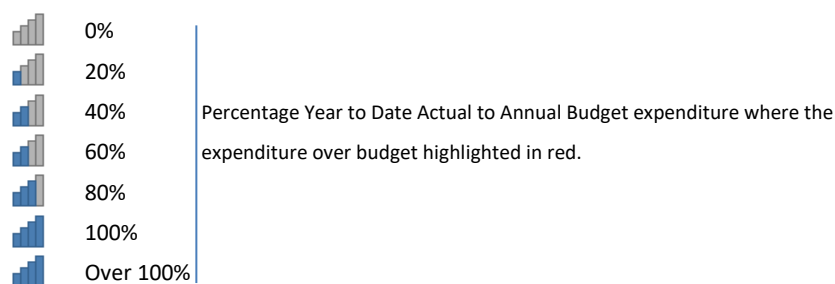 0%
20%
40%
Percentage Year to Date Actual to Annual Budget expenditure where the
60%
expenditure over budget highlighted in red.
80%
100%
Over 100%